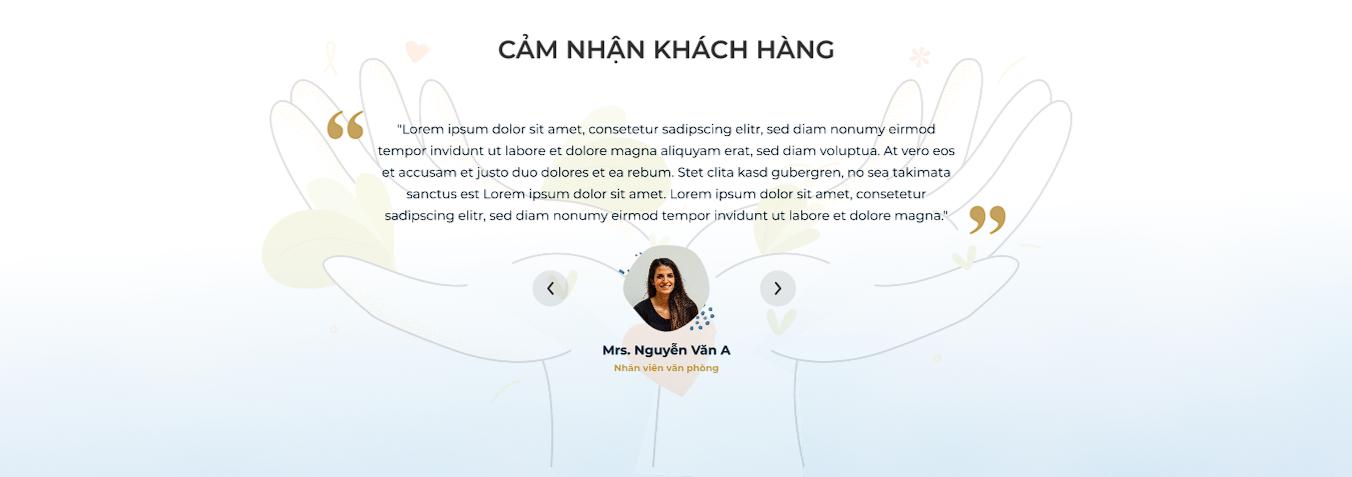 CẢM NHẬN KHÁCH HÀNG
"Lorem ipsum dolor sit amet, consetetur sadipscing elitr, sed diam nonumy eirmod
tempor invidunt ut labore et dolore magna aliquyam erat, sed diam voluptua. At vero eos
et accusam et justo duo dolores et ea rebum. Stet clita kasd gubergren, no sea takimata
sanctus est Lorem ipsum dolor sit amet. Lorem ipsum dolor sit amet, consetetur
sadipscing elitr, sed diam nonumy eirmod tempor invidunt ut labore et dolore magna."
Mrs. Nguyễn Văn A
Nhân viên văn phòng